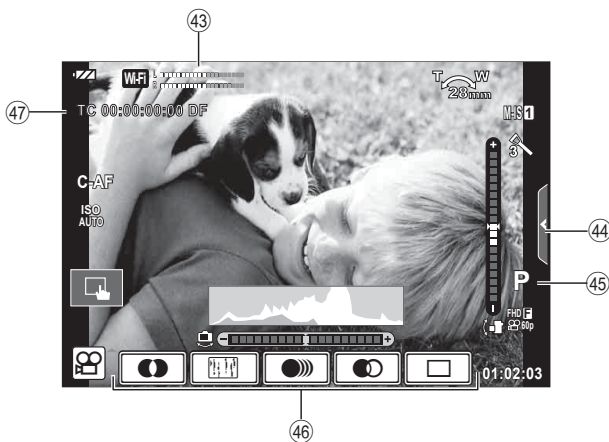 43
Wi-Fi L R
T W
28mm
47
TC 00:00:00:00 DF
M-IS 1
3
C-AF
ISO
AUTO
44
P
45
FHD F
60p
01:02:03
46